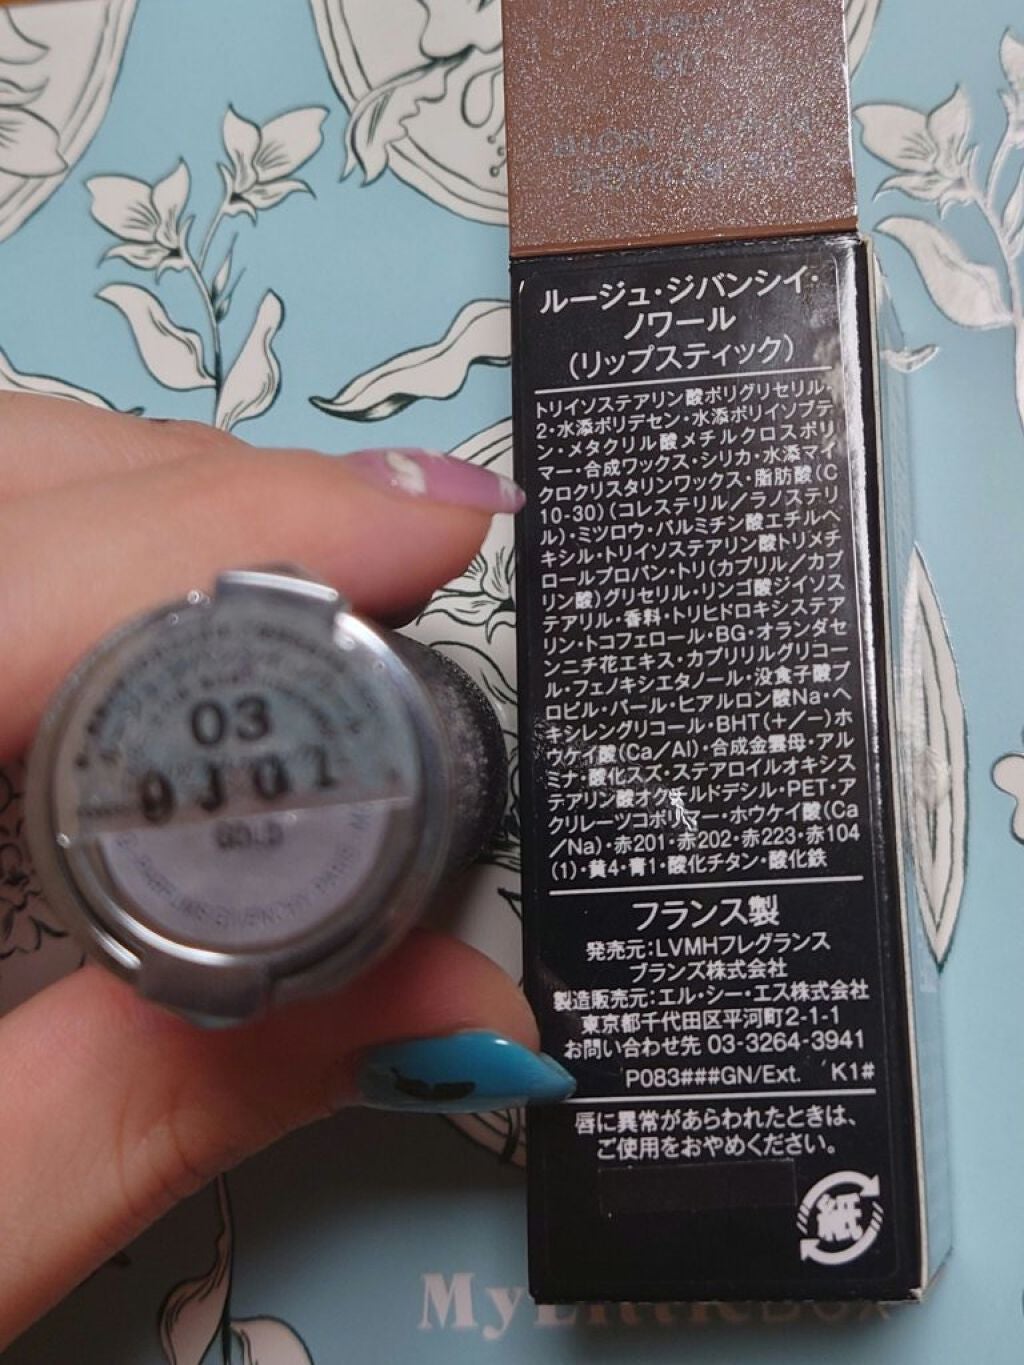 ルージュ・ジバンシイ・
ノワール
(リップスティック)
トリイソステアリン酸ポリグリセリル-
2・水添ポリデセン・水添ポリイソブテ
ン・メタクリル酸メチルクロスポリ
マー・合成ワックス・シリカ・水添マイ
クロクリスタリンワックス・脂肪酸(C
10-30)(コレステリル/ラノステリ
ル)・ミツロウ・パルミチン酸エチルヘ
キシル・トリイソステアリン酸トリメチ
ロールプロパン・トリ(カプリル/カプ
リン酸)グリセリル・リンゴ酸ジイソス
テアリル・香料・トリヒドロキシステア
リン・トコフェロール・BG・オランダセ
ンニチ花エキス・カプリリルグリコー
ル・フェノキシエタノール・没食子酸プ
ロピル・パール・ヒアルロン酸Na・ヘ
キシレングリコール・BHT(+/-)ホ
ウケイ酸(Ca/Al)・合成金雲母・アル
ミナ・酸化スズ・ステアロイルオキシス
テアリン酸オクチルドデシル・PET・ア
クリレーツコポリマー・ホウケイ酸(Ca
/Na)・赤201・赤202・赤223・赤104
(1)・黄4・青1・酸化チタン・酸化鉄
フランス製
発売元:LVMHフレグランス
ブランズ株式会社
製造販売元:エル・シー・エス株式会社
東京都千代田区平河町2-1-1
お問い合わせ先 03-3264-3941
P083###GN/Ext. K1#
唇に異常があらわれたときは、
ご使用をおやめください。
紙
03
9J01
GOLD
MyLittleBox